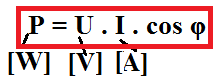 P = U . I . cos φ
[W] [V] [A]